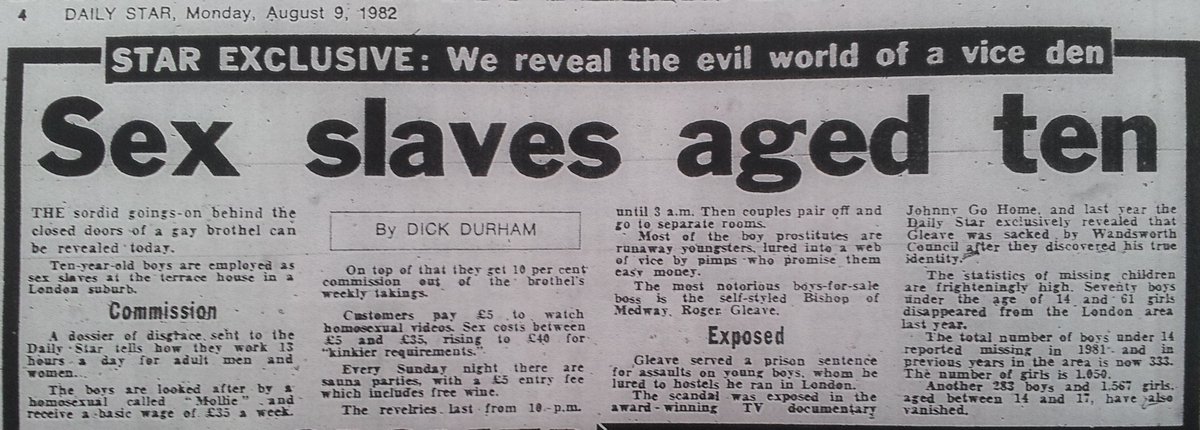 4 DAILY STAR, Monday, August 9, 1982
STAR EXCLUSIVE: We reveal the evil world of a vice den
Sex slaves aged ten
THE sordid goings-on behind the
closed doors of a gay brothel can
be revealed today.
Ten-year-old boys are employed as
sex slaves at the terrace house in a
London suburb.
Commission
A dossier of disgrace sent to the
Daily Star tells how they work 13
hours a day for adult men and
women...
The boys are looked after by a
homosexual called "Mollie" and
receive a basic wage of £35 a week.
By DICK DURHAM
On top of that they get 10 per cent
commission out of the brothel's
weekly takings.
Customers pay £5 to watch
homosexual videos. Sex costs between
£5 and £35, rising to £40 for
"kinkier requirements."
Every Sunday night there are
sauna parties, with a £5 entry fee
which includes free wine.
The revelries last from 10 p.m.
until 3 a.m. Then couples pair off and
go to separate rooms.
Most of the boy prostitutes are
runaway youngsters, lured into a web
of vice by pimps who promise them
easy money.
The most notorious boys-for-sale
boss is the self-styled Bishop of
Medway, Roger Gleave.
Exposed
Gleave served a prison sentence
for assaults on young boys, whom he
lured to hostels he ran in London.
The scandal was exposed in the
award-winning TV documentary
Johnny Go Home, and last year the
Daily Star exclusively revealed that
Gleave was sacked by Wandsworth
Council after they discovered his true
identity.
The statistics of missing children
are frighteningly high. Seventy boys
under the age of 14 and 61 girls
disappeared from the London area
last year.
The total number of boys under 14
reported missing in 1981 and in
previous years in the area is now 333.
The number of girls is 1,050.
Another 283 boys and 1,567 girls,
aged between 14 and 17, have also
vanished.